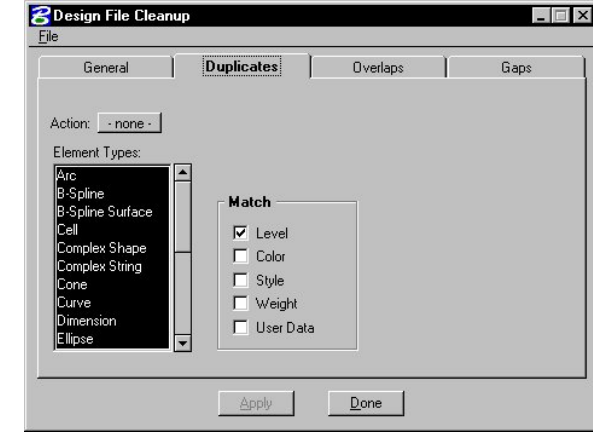 Design File Cleanup
File
General Duplicates Overlaps Gaps
Action: - none -
Element Types:
Arc
B-Spline
B-Spline Surface
Cell
Complex Shape
Complex String
Cone
Curve
Dimension
Ellipse
Match
Level
Color
Style
Weight
User Data
Apply Done